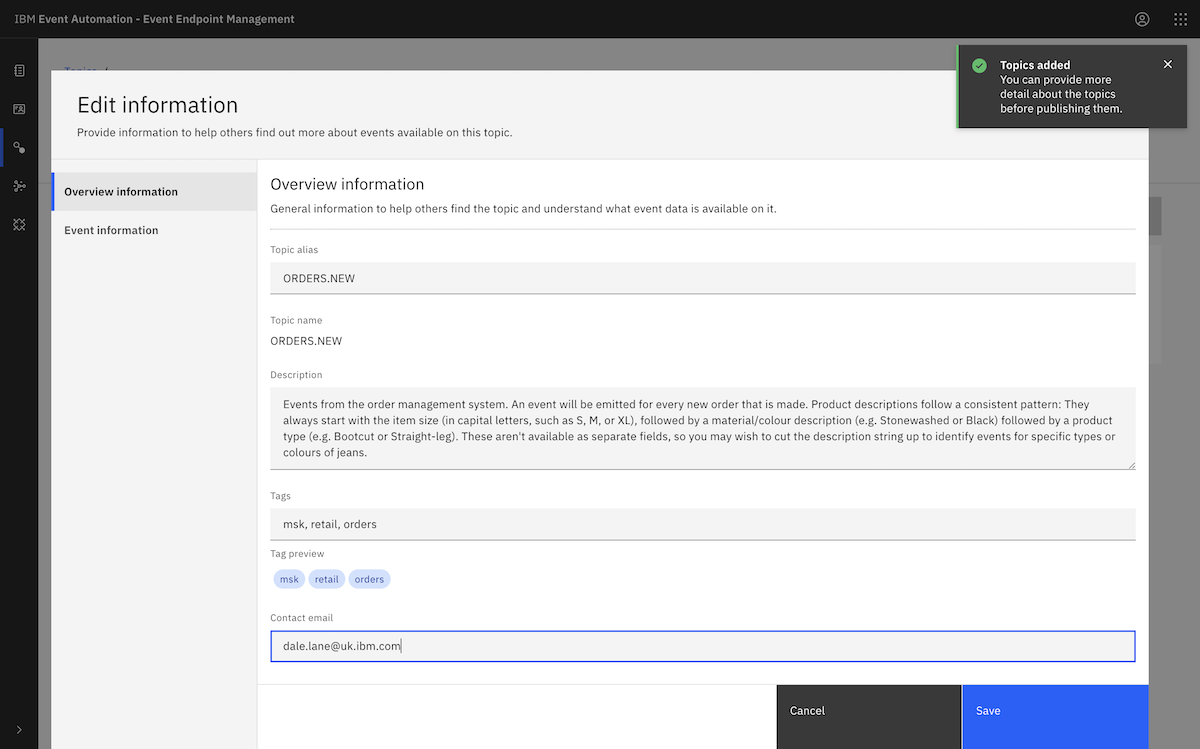 IBM Event Automation - Event Endpoint Management
Topics /
Topics added
You can provide more
detail about the topics
before publishing them.
Edit information
Provide information to help others find out more about events available on this topic.
Overview information
Event information
Overview information
General information to help others find the topic and understand what event data is available on it.
Topic alias
ORDERS.NEW
Topic name
ORDERS.NEW
Description
Events from the order management system. An event will be emitted for every new order that is made. Product descriptions follow a consistent pattern: They
always start with the item size (in capital letters, such as S, M, or XL), followed by a material/colour description (e.g. Stonewashed or Black) followed by a product
type (e.g. Bootcut or Straight-leg). These aren't available as separate fields, so you may wish to cut the description string up to identify events for specific types or
colours of jeans.
Tags
msk, retail, orders
Tag preview
msk retail orders
Contact email
dale.lane@uk.ibm.com
Cancel
Save